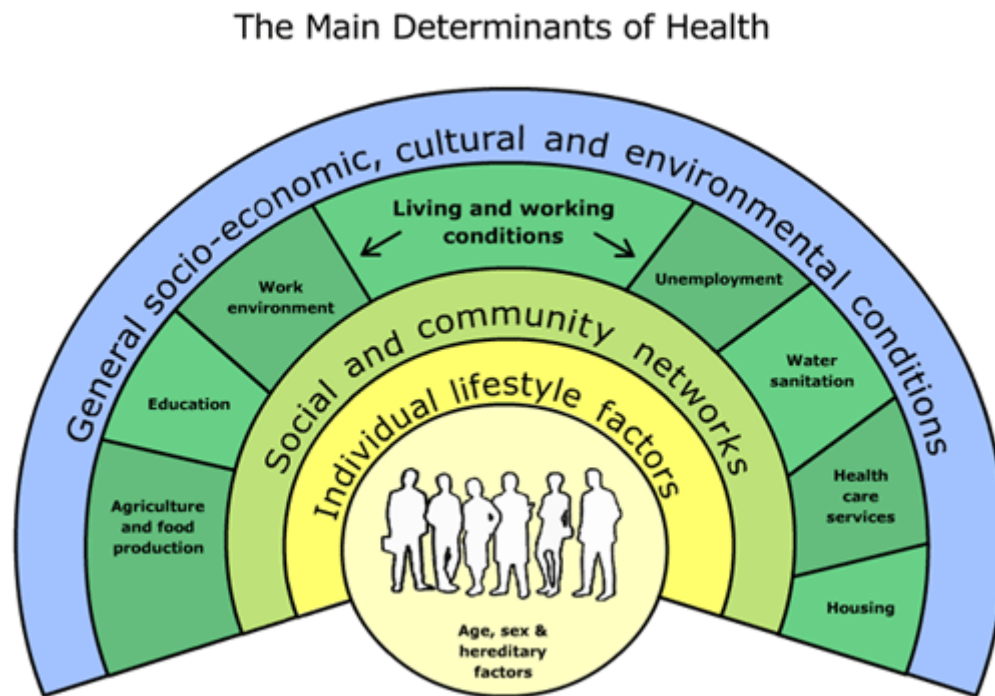 The Main Determinants of Health
General socio-economic, cultural and environmental conditions
Living and working
conditions
Work
environment
Unemployment
Education
Water
sanitation
Agriculture
and food
production
Health
care
services
Housing
Social and community networks
Individual lifestyle factors
Age, sex &
hereditary
factors